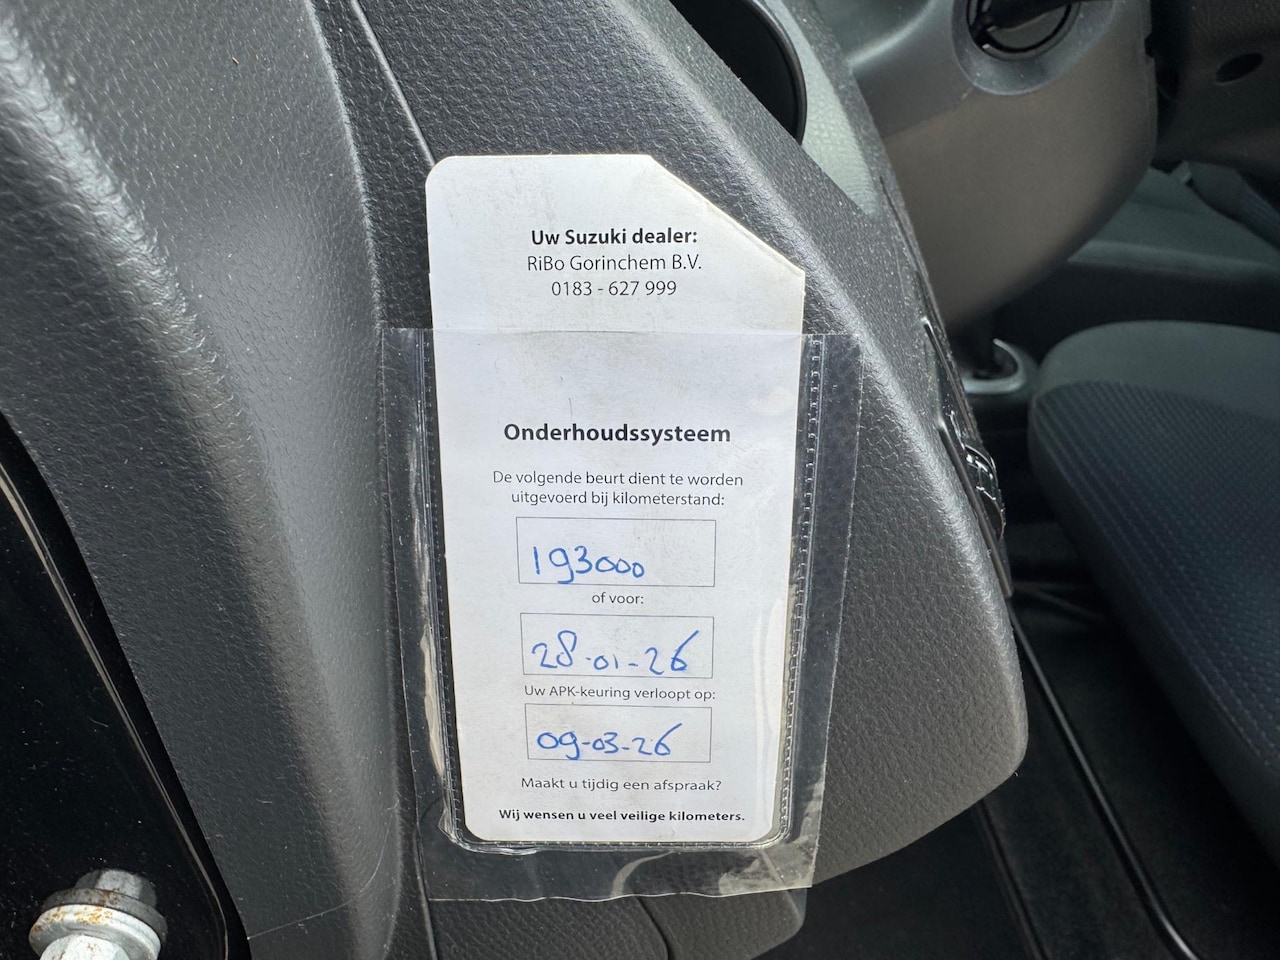 Uw Suzuki dealer:
RiBo Gorinchem B.V.
0183 - 627 999
Onderhoudssysteem
De volgende beurt dient te worden
uitgevoerd bij kilometerstand:
193000
of voor:
28-01-26
Uw APK-keuring verloopt op:
09-03-26
Maakt u tijdig een afspraak?
Wij wensen u veel veilige kilometers.